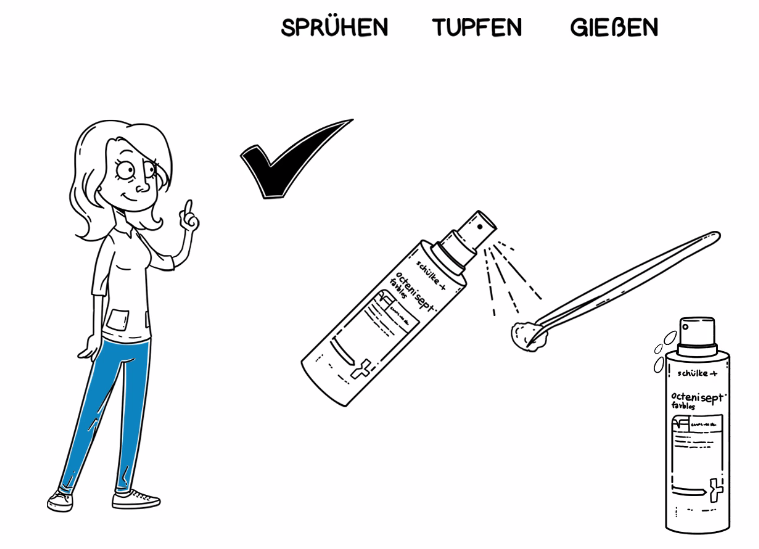 SPRÜHEN TUPFEN GIEßEN
schülke +
octenisept
farblos
schülke +
octenisept
farblos